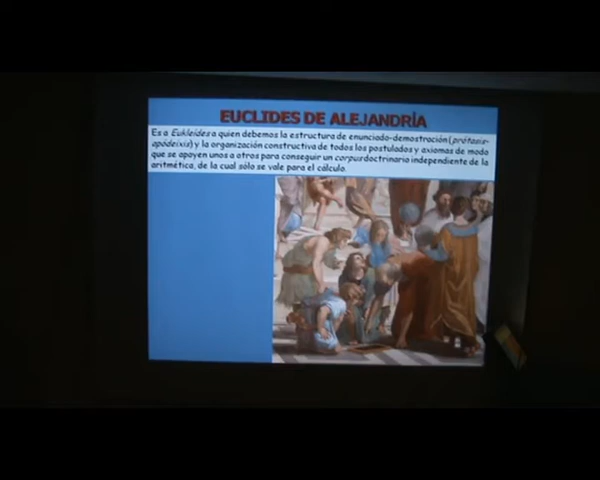 EUCLIDES DE ALEJANDRÍA
Es a Eukleides a quien debemos la estructura de enunciado-demostración (prótasis-
apódeixis) y la organización constructiva de todos los postulados y axiomas de modo
que se apoyen unos a otros para conseguir un corpus doctrinario independiente de la
aritmética, de la cual sólo se vale para el cálculo.